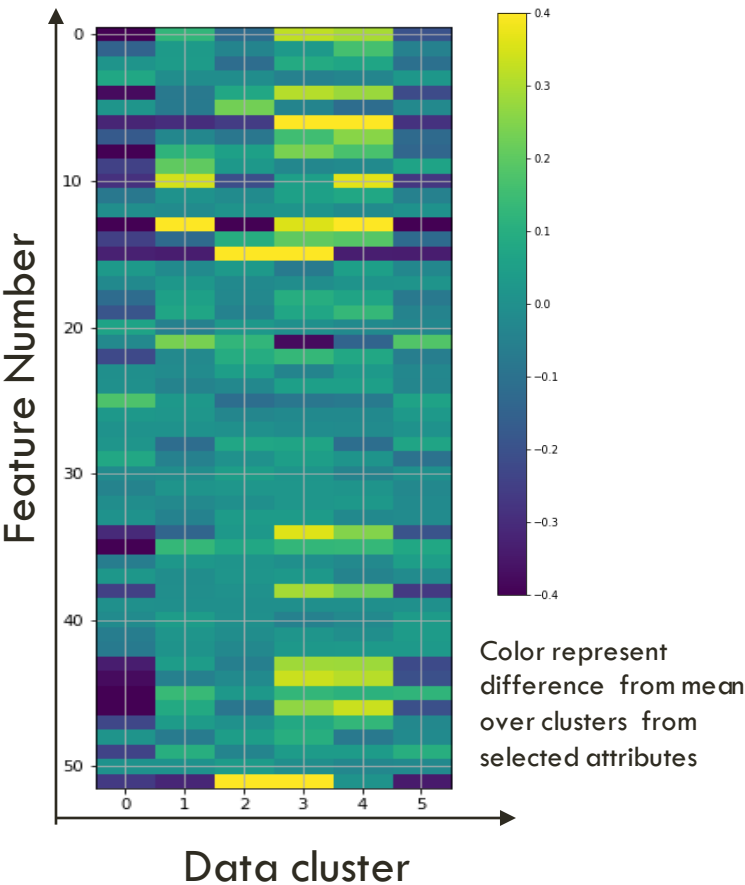 0
10
20
30
40
50
0 1 2 3 4 5
Feature Number
Data cluster
0.4
0.3
0.2
0.1
0.0
−0.1
−0.2
−0.3
−0.4
Color represent
difference from mean
over clusters from
selected attributes